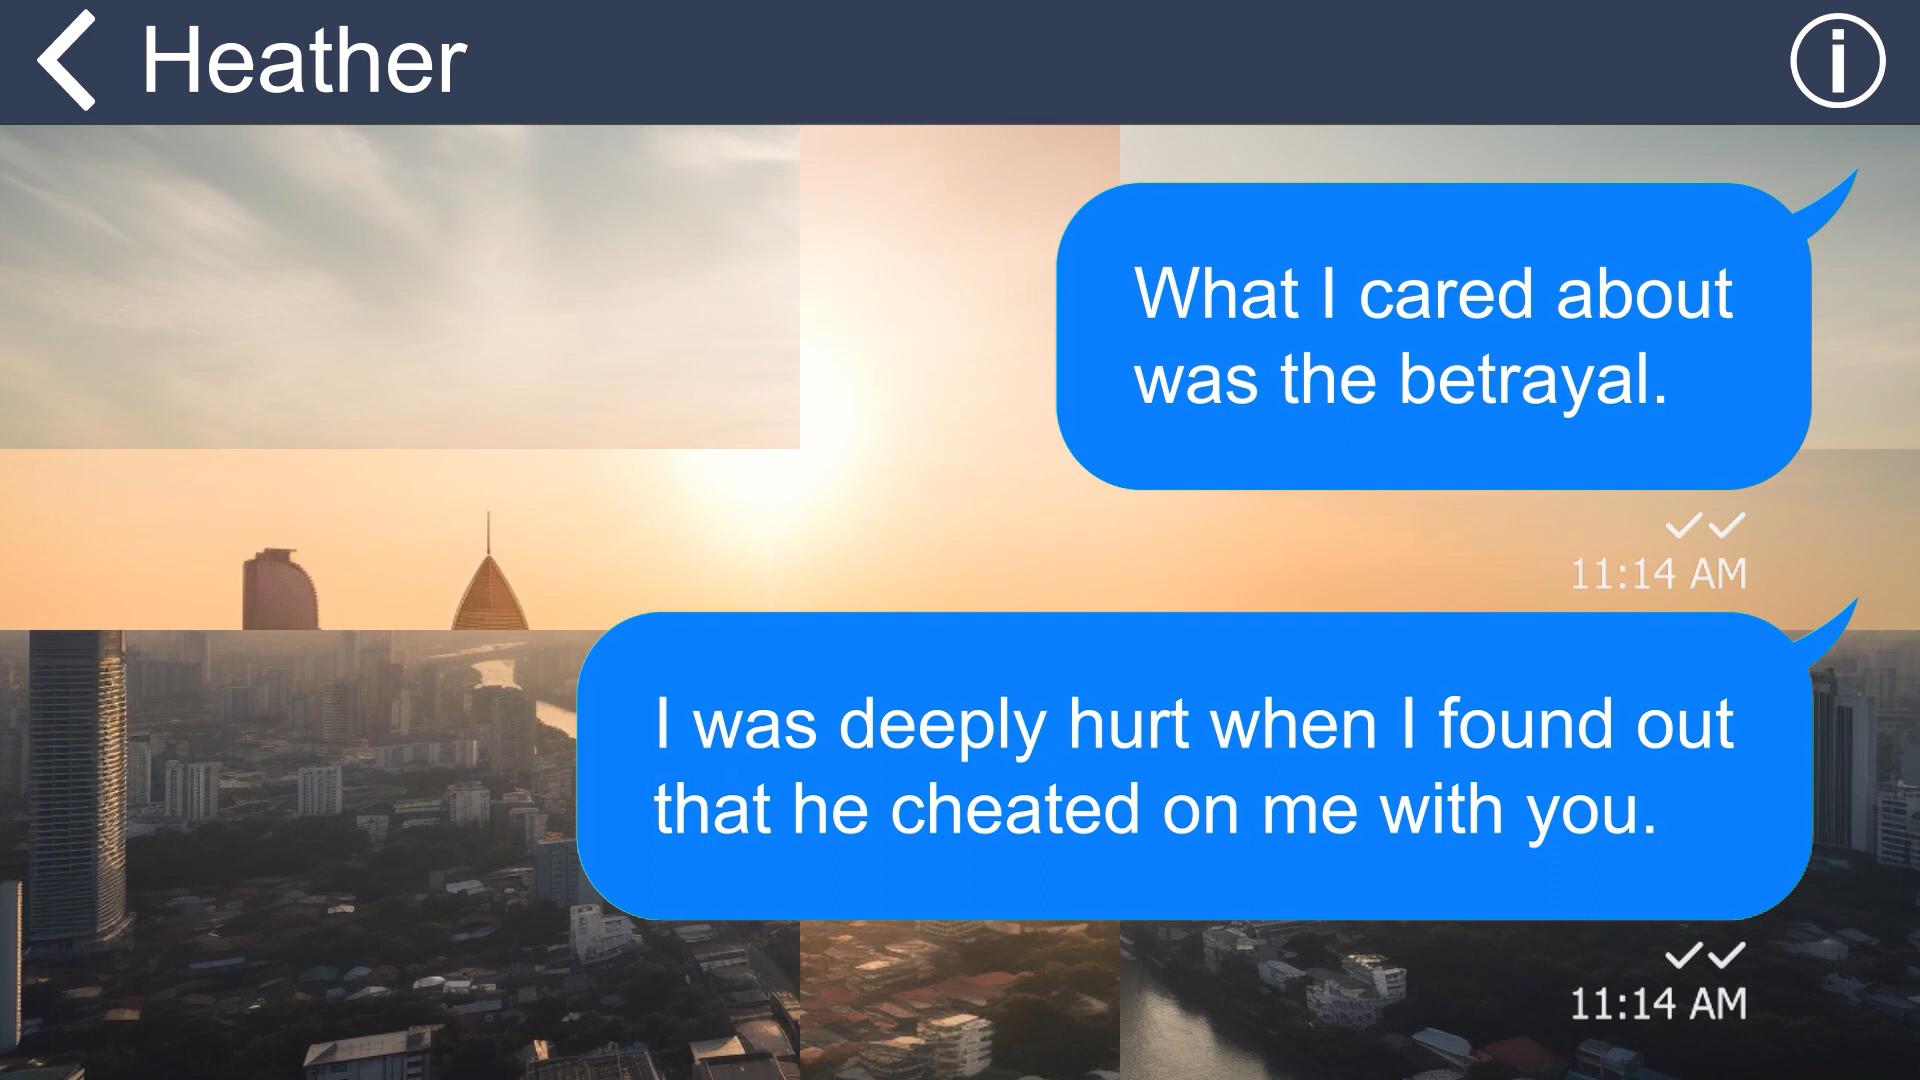 Heather
What I cared about
was the betrayal.
11:14 AM
I was deeply hurt when I found out
that he cheated on me with you.
11:14 AM